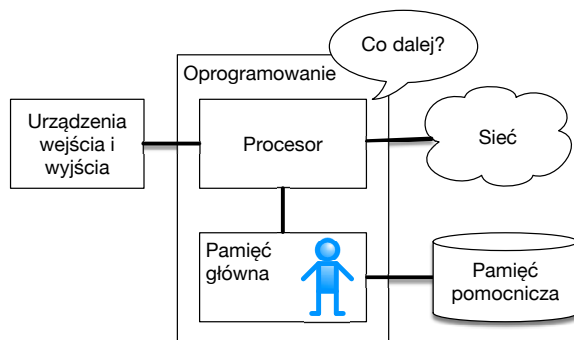 Co dalej?
Oprogramowanie
Urządzenia
wejścia i
wyjścia
Procesor
Sieć
Pamięć
główna
Pamięć
pomocnicza